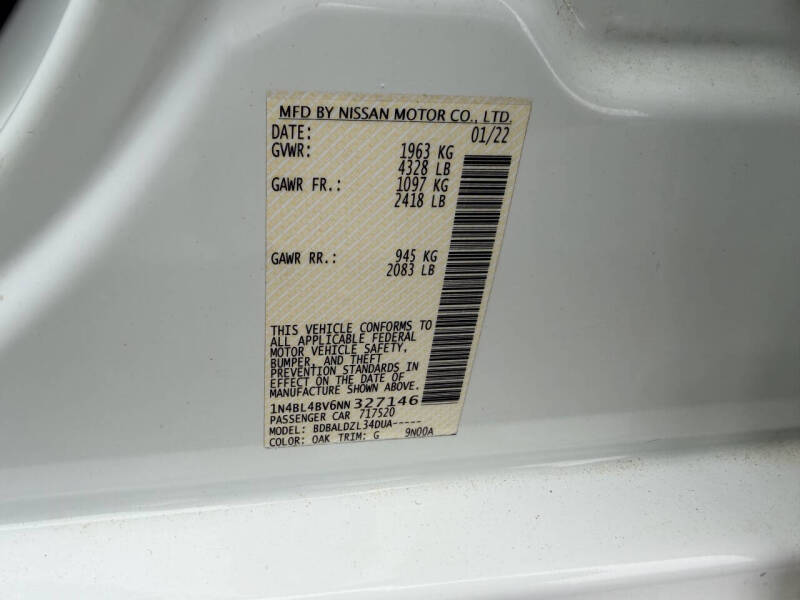 MFD BY NISSAN MOTOR CO., LTD.
DATE: 01/22
GVWR: 1963 KG
4328 LB
GAWR FR.: 1097 KG
2418 LB
GAWR RR.: 945 KG
2083 LB
THIS VEHICLE CONFORMS TO
ALL APPLICABLE FEDERAL
MOTOR VEHICLE SAFETY,
BUMPER, AND THEFT
PREVENTION STANDARDS IN
EFFECT ON THE DATE OF
MANUFACTURE SHOWN ABOVE.
1N4BL4BV6NN327146
PASSENGER CAR 717520
MODEL: BDBALDZL34DUA-----
COLOR: OAK TRIM: G 9N00A